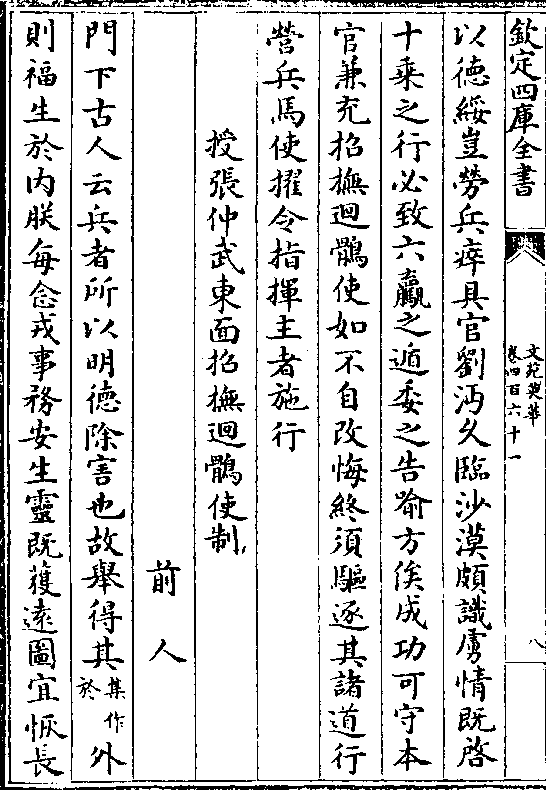 欽定四庫全書
文苑英華
卷四百六十一
八
以德綏豈勞兵瘁具官劉沔久臨沙漠頗識虜情既啓
十乘之行必致六驘之遁委之告喻方俟成功可守本
官兼充招撫迴鶻使如不自改悔終須驅逐其諸道行
營兵馬使擢令指揮主者施行
授張仲武東面招撫迴鶻使制
前人
門下古人云兵者所以明德除害也故舉得其集作於外
則福生於内朕每念戎事務安生靈既獲遠圖宜恢長